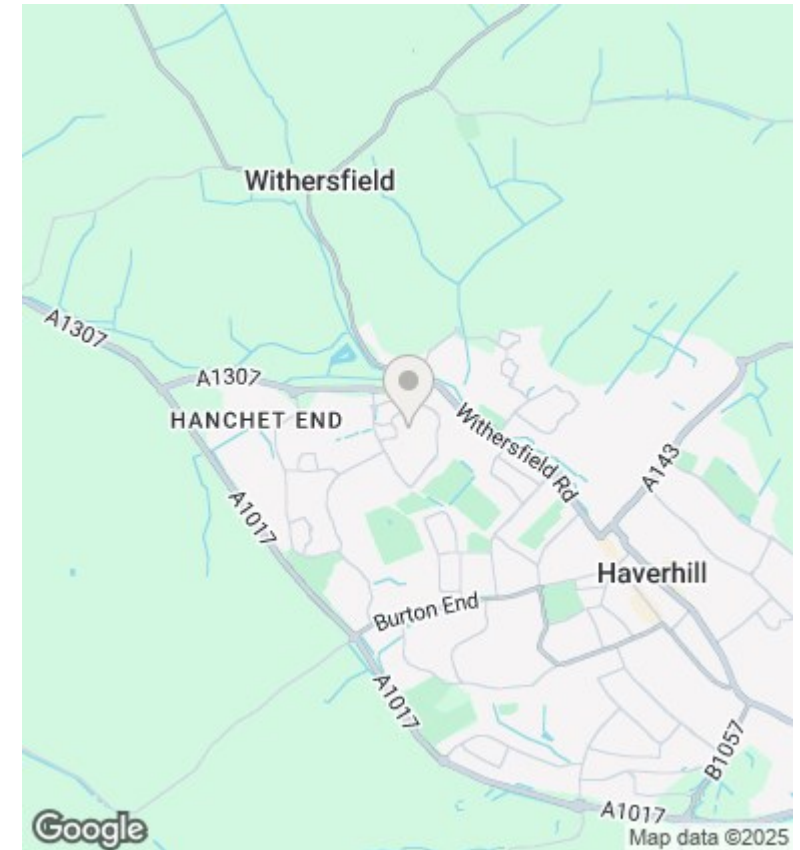 Withersfield
A1307
A1307
HANCHET END
Withersfield Rd
A143
A1017
Haverhill
Burton End
A1017
B1057
A1017
Google
Map data ©2025